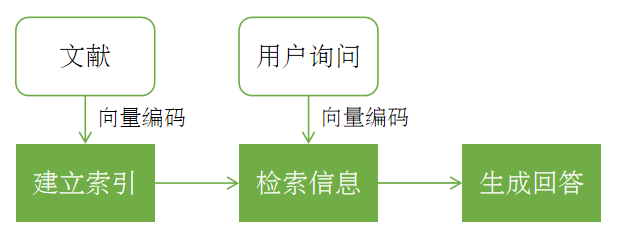 文献
用户询问
向量编码
向量编码
建立索引
检索信息
生成回答